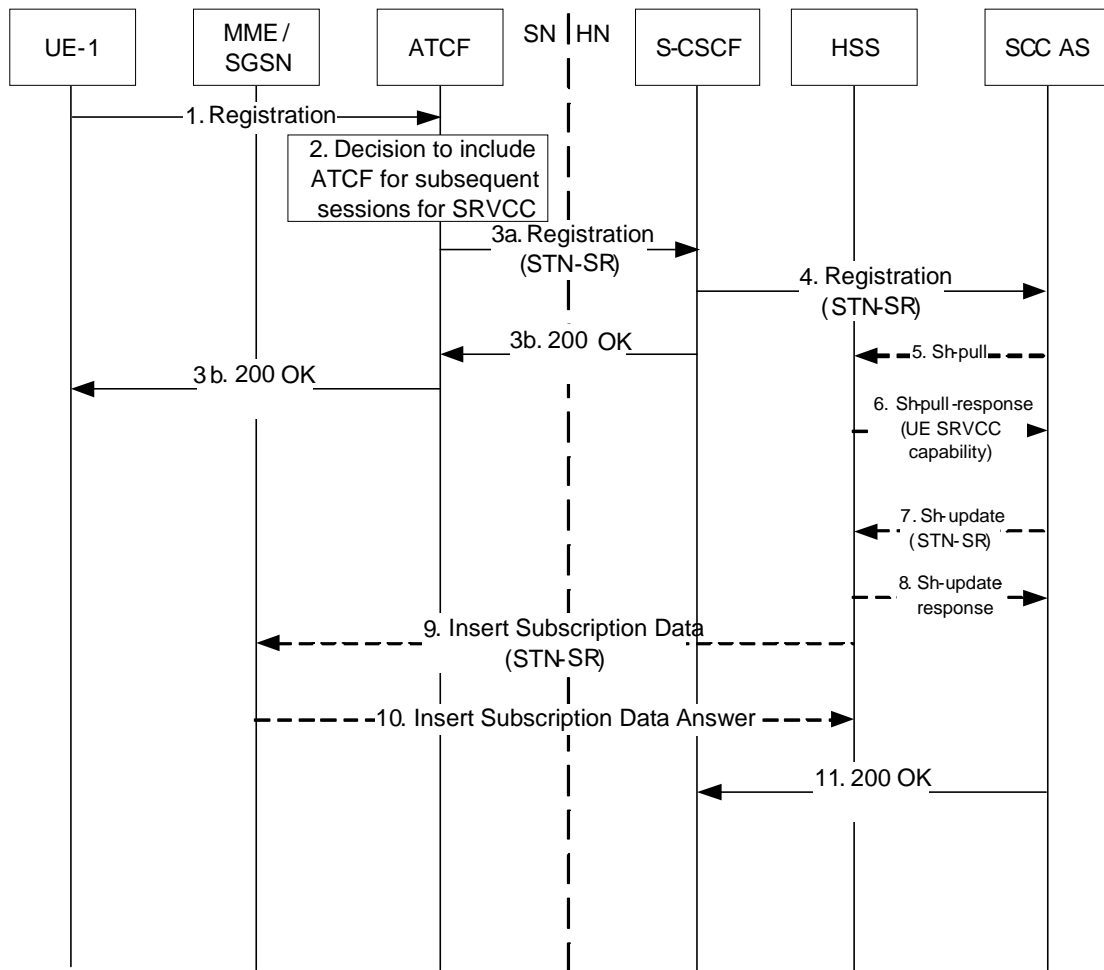 UE-1
MME /
SGSN
ATCF
SN
HN
S-CSCF
HSS
SCC AS
1. Registration
2. Decision to include
ATCF for subsequent
sessions for SRVCC
3a. Registration
(STN-SR)
4. Registration
(STN-SR)
3b. 200 OK
5. Sh-pull
3b. 200 OK
6. Sh-pull-response
(UE SRVCC
capability)
7. Sh-update
(STN-SR)
8. Sh-update
response
9. Insert Subscription Data
(STN-SR)
10. Insert Subscription Data Answer
11. 200 OK